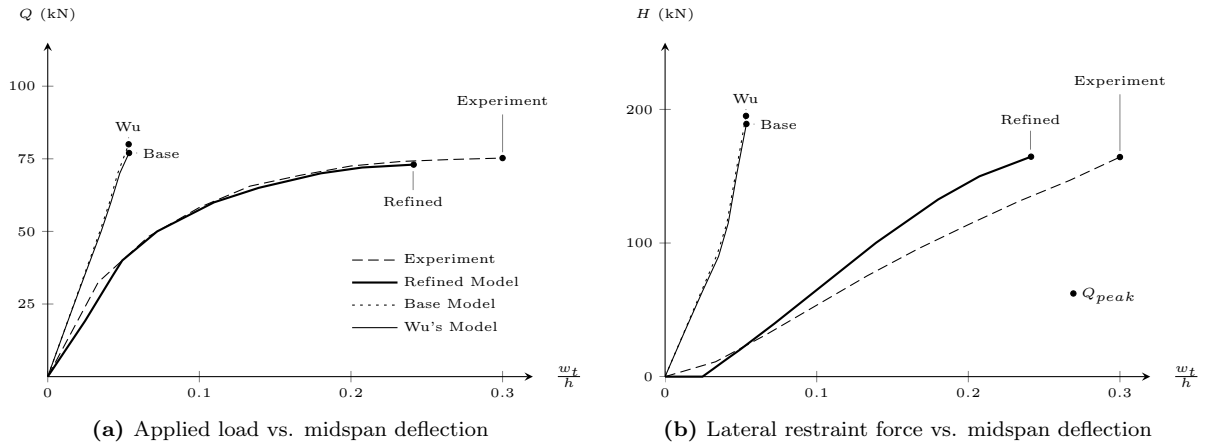 Q (kN)
100
75
50
25
0
0.1
0.2
0.3
w_t
h
Wu
Base
Experiment
Refined
Experiment
Refined Model
Base Model
Wu's Model
(a) Applied load vs. midspan deflection
H (kN)
200
100
0
0
0.1
0.2
0.3
w_t
h
Wu
Base
Refined
Experiment
Q_peak
(b) Lateral restraint force vs. midspan deflection